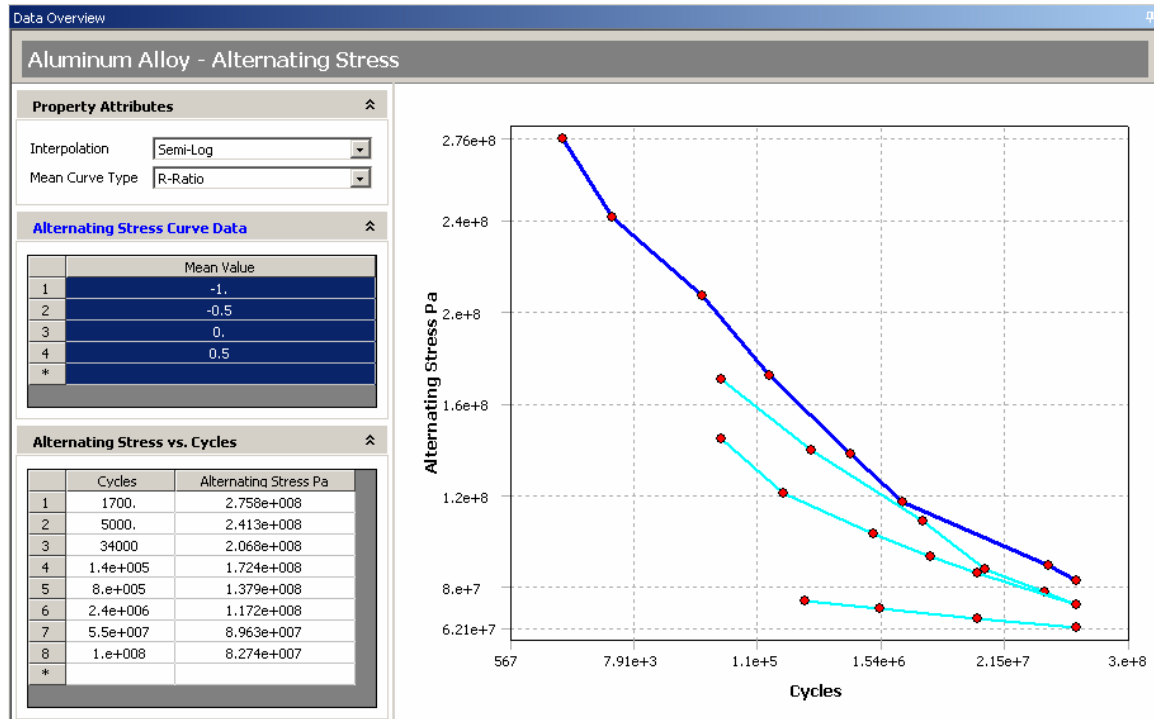 Data Overview
Aluminum Alloy - Alternating Stress
Property Attributes
Interpolation Semi-Log
Mean Curve Type R-Ratio
Alternating Stress Curve Data
Mean Value
1 -1.
2 -0.5
3 0.
4 0.5
*
Alternating Stress vs. Cycles
Cycles Alternating Stress Pa
1 1700. 2.758e+008
2 5000. 2.413e+008
3 34000 2.068e+008
4 1.4e+005 1.724e+008
5 8.e+005 1.379e+008
6 2.4e+006 1.172e+008
7 5.5e+007 8.963e+007
8 1.e+008 8.274e+007
*
Alternating Stress Pa
2.76e+8
2.4e+8
2.e+8
1.6e+8
1.2e+8
8.e+7
6.21e+7
567 7.91e+3 1.1e+5 1.54e+6 2.15e+7 3.e+8
Cycles